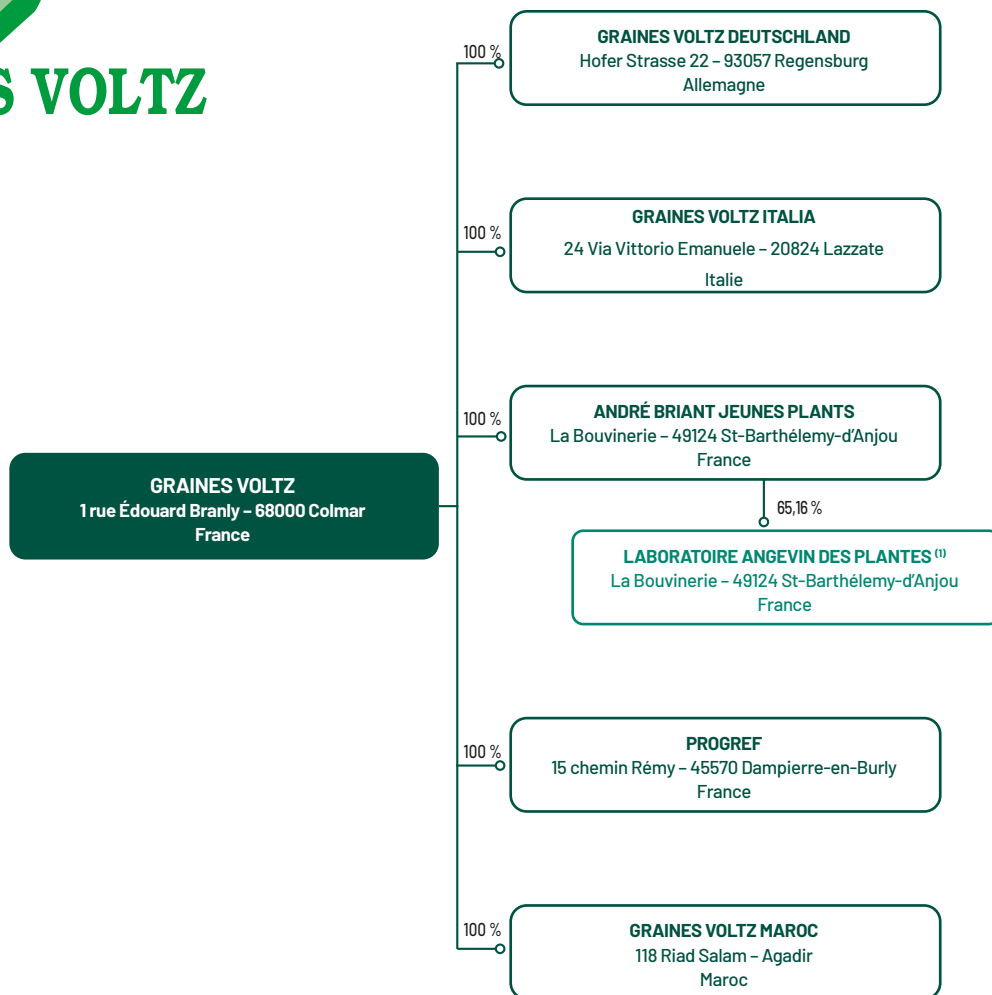 S VOLTZ
100 %
GRAINES VOLTZ DEUTSCHLAND
Hofer Strasse 22 – 93057 Regensburg
Allemagne
100 %
GRAINES VOLTZ ITALIA
24 Via Vittorio Emanuele – 20824 Lazzate
Italie
100 %
ANDRÉ BRIANT JEUNES PLANTS
La Bouvinerie – 49124 St-Barthélemy-d’Anjou
France
GRAINES VOLTZ
1 rue Édouard Branly – 68000 Colmar
France
65,16 %
LABORATOIRE ANGEVIN DES PLANTES (1)
La Bouvinerie – 49124 St-Barthélemy-d’Anjou
France
100 %
PROGREF
15 chemin Rémy – 45570 Dampierre-en-Burly
France
100 %
GRAINES VOLTZ MAROC
118 Riad Salam – Agadir
Maroc